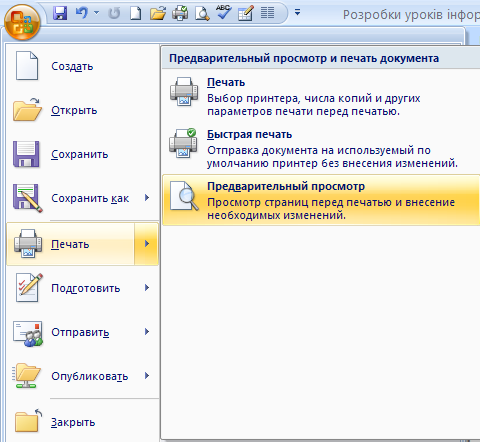 Розробки уроків інфор
Создать
Открыть
Сохранить
Сохранить как
Печать
Подготовить
Отправить
Опубликовать
Закрыть
Предварительный просмотр и печать документа
Печать
Выбор принтера, числа копий и других
параметров печати перед печатью.
Быстрая печать
Отправка документа на используемый по
умолчанию принтер без внесения изменений.
Предварительный просмотр
Просмотр страниц перед печатью и внесение
необходимых изменений.